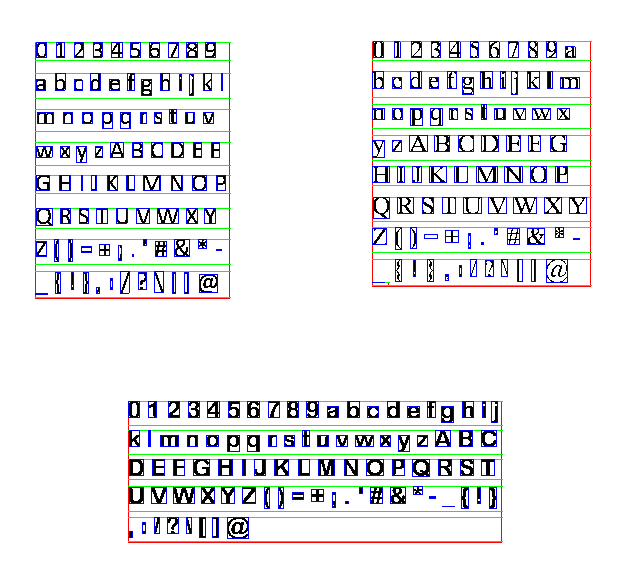 0 1 2 3 4 5 6 7 8 9
a b c d e f g h i j k l
m n o p q r s t u v
w x y z A B C D E F
G H I J K L M N O P
Q R S T U V W X Y
Z ( ) = + ; . ' # & * -
_ { ! } , : / ? \ [ ] @
0 1 2 3 4 5 6 7 8 9 a
b c d e f g h i j k l m
n o p q r s t u v w x
y z A B C D E F G
H I J K L M N O P
Q R S T U V W X Y
Z ( ) = + ; . ' # & * -
_ { ! } , : / ? \ [ ] @
0 1 2 3 4 5 6 7 8 9 a b c d e f g h i j
k l m n o p q r s t u v w x y z A B C
D E F G H I J K L M N O P Q R S T
U V W X Y Z ( ) = + ; . ' # & * - _ { ! }
, : / ? \ [ ] @